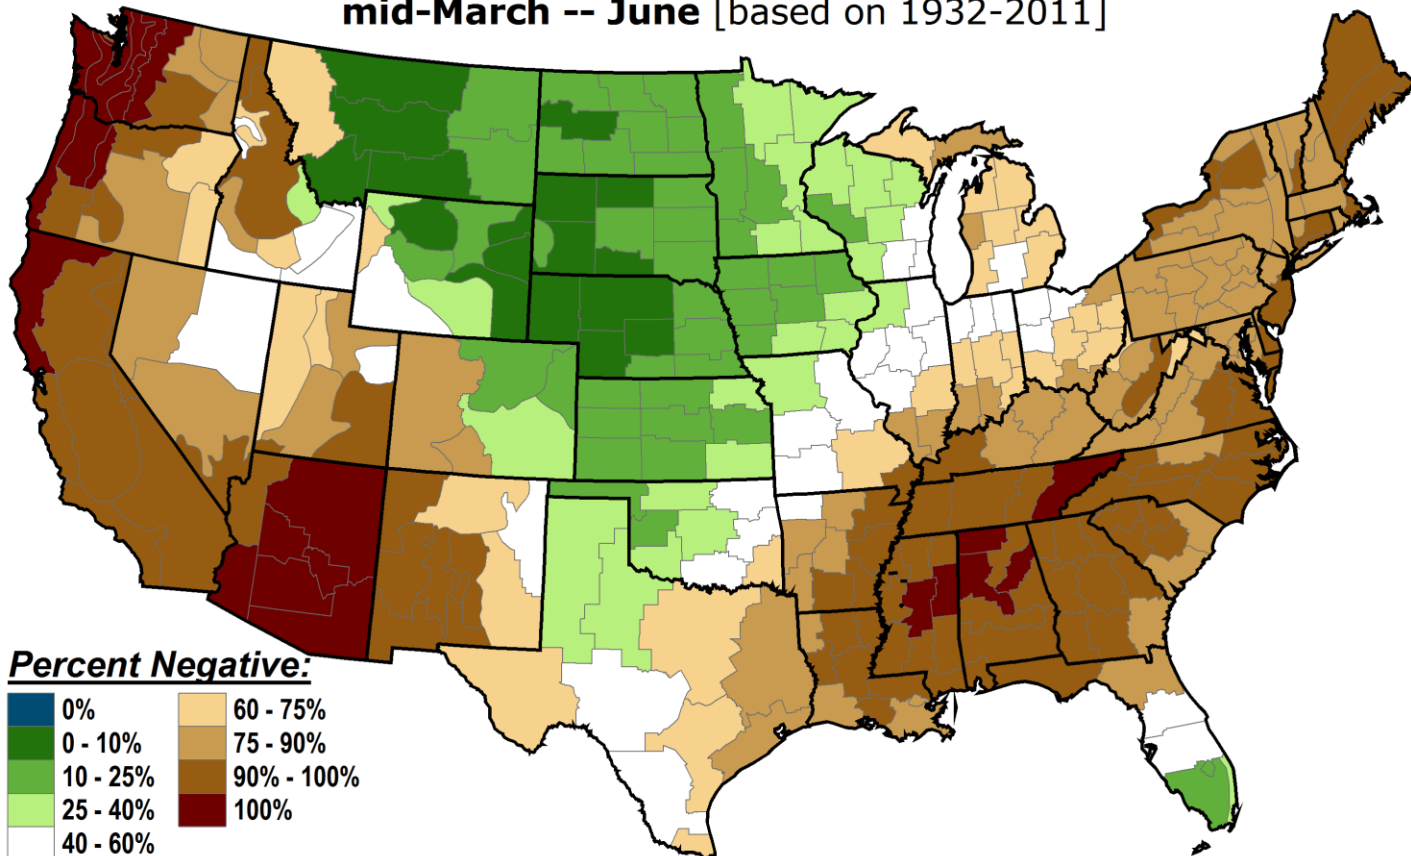 mid-March -- June [based on 1932-2011]
Percent Negative:
0%
0 - 10%
10 - 25%
25 - 40%
40 - 60%
60 - 75%
75 - 90%
90% - 100%
100%